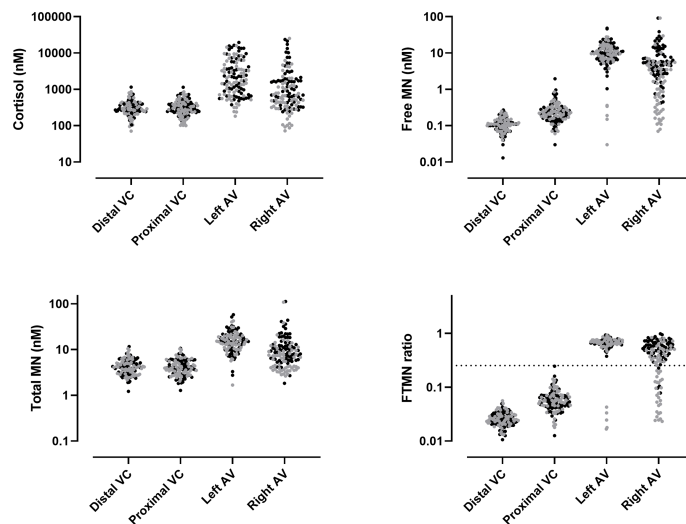 Cortisol (nM)
100000
10000
1000
100
10
Distal VC
Proximal VC
Left AV
Right AV
Free MN (nM)
100
10
1
0.1
0.01
Distal VC
Proximal VC
Left AV
Right AV
Total MN (nM)
100
10
1
0.1
Distal VC
Proximal VC
Left AV
Right AV
FTMN ratio
1
0.1
0.01
Distal VC
Proximal VC
Left AV
Right AV